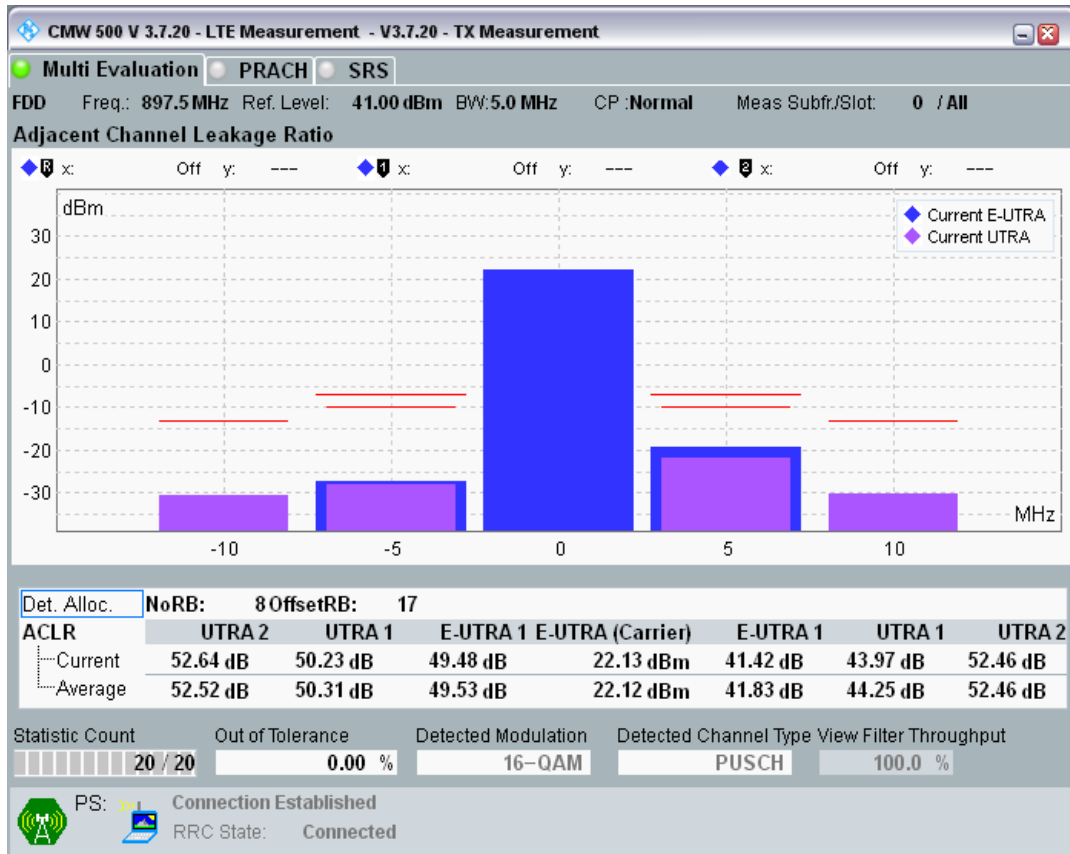 CMW 500 V 3.7.20 - LTE Measurement - V3.7.20 - TX Measurement
Multi Evaluation PRACH SRS
FDD Freq.: 897.5 MHz Ref. Level: 41.00 dBm BW:5.0 MHz CP :Normal Meas Subfr./Slot: 0 / All
Adjacent Channel Leakage Ratio
R x: Off y: --- 1 x: Off y: --- 2 x: Off y: ---
dBm
Current E-UTRA
Current UTRA
30
20
10
0
-10
-20
-30
MHz
-10 -5 0 5 10
Det. Alloc. NoRB: 8 OffsetRB: 17
ACLR UTRA 2 UTRA 1 E-UTRA 1 E-UTRA (Carrier) E-UTRA 1 UTRA 1 UTRA 2
Current 52.64 dB 50.23 dB 49.48 dB 22.13 dBm 41.42 dB 43.97 dB 52.46 dB
Average 52.52 dB 50.31 dB 49.53 dB 22.12 dBm 41.83 dB 44.25 dB 52.46 dB
Statistic Count Out of Tolerance Detected Modulation Detected Channel Type View Filter Throughput
20 / 20 0.00 % 16-QAM PUSCH 100.0 %
PS: Connection Established
RRC State: Connected